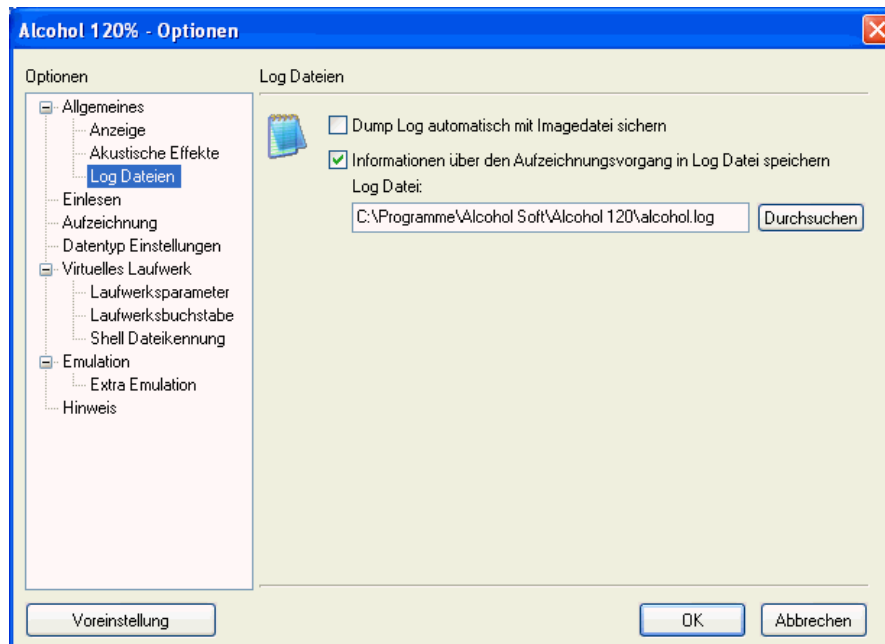 Alcohol 120% - Optionen
Optionen
Allgemeines
Anzeige
Akustische Effekte
Log Dateien
Einlesen
Aufzeichnung
Datentyp Einstellungen
Virtuelles Laufwerk
Laufwerksparameter
Laufwerksbuchstabe
Shell Dateikennung
Emulation
Extra Emulation
Hinweis
Log Dateien
Dump Log automatisch mit Imagedatei sichern
Informationen über den Aufzeichnungsvorgang in Log Datei speichern
Log Datei:
C:\Programme\Alcohol Soft\Alcohol 120\alcohol.log
Durchsuchen
Voreinstellung
OK
Abbrechen